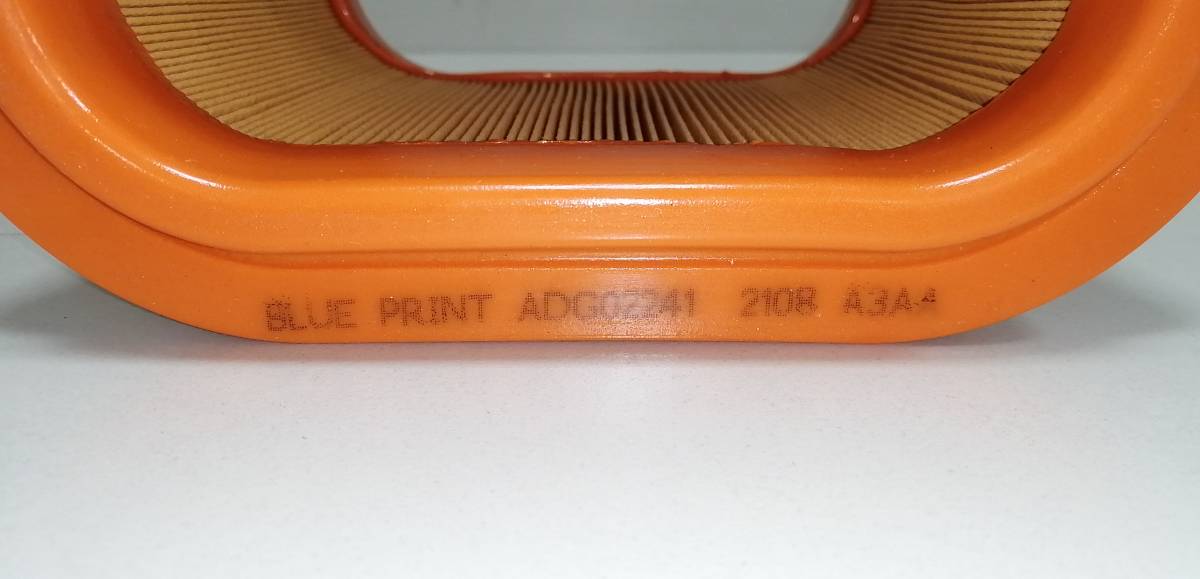 BLUE PRINT ADG02241 2108 A3A4